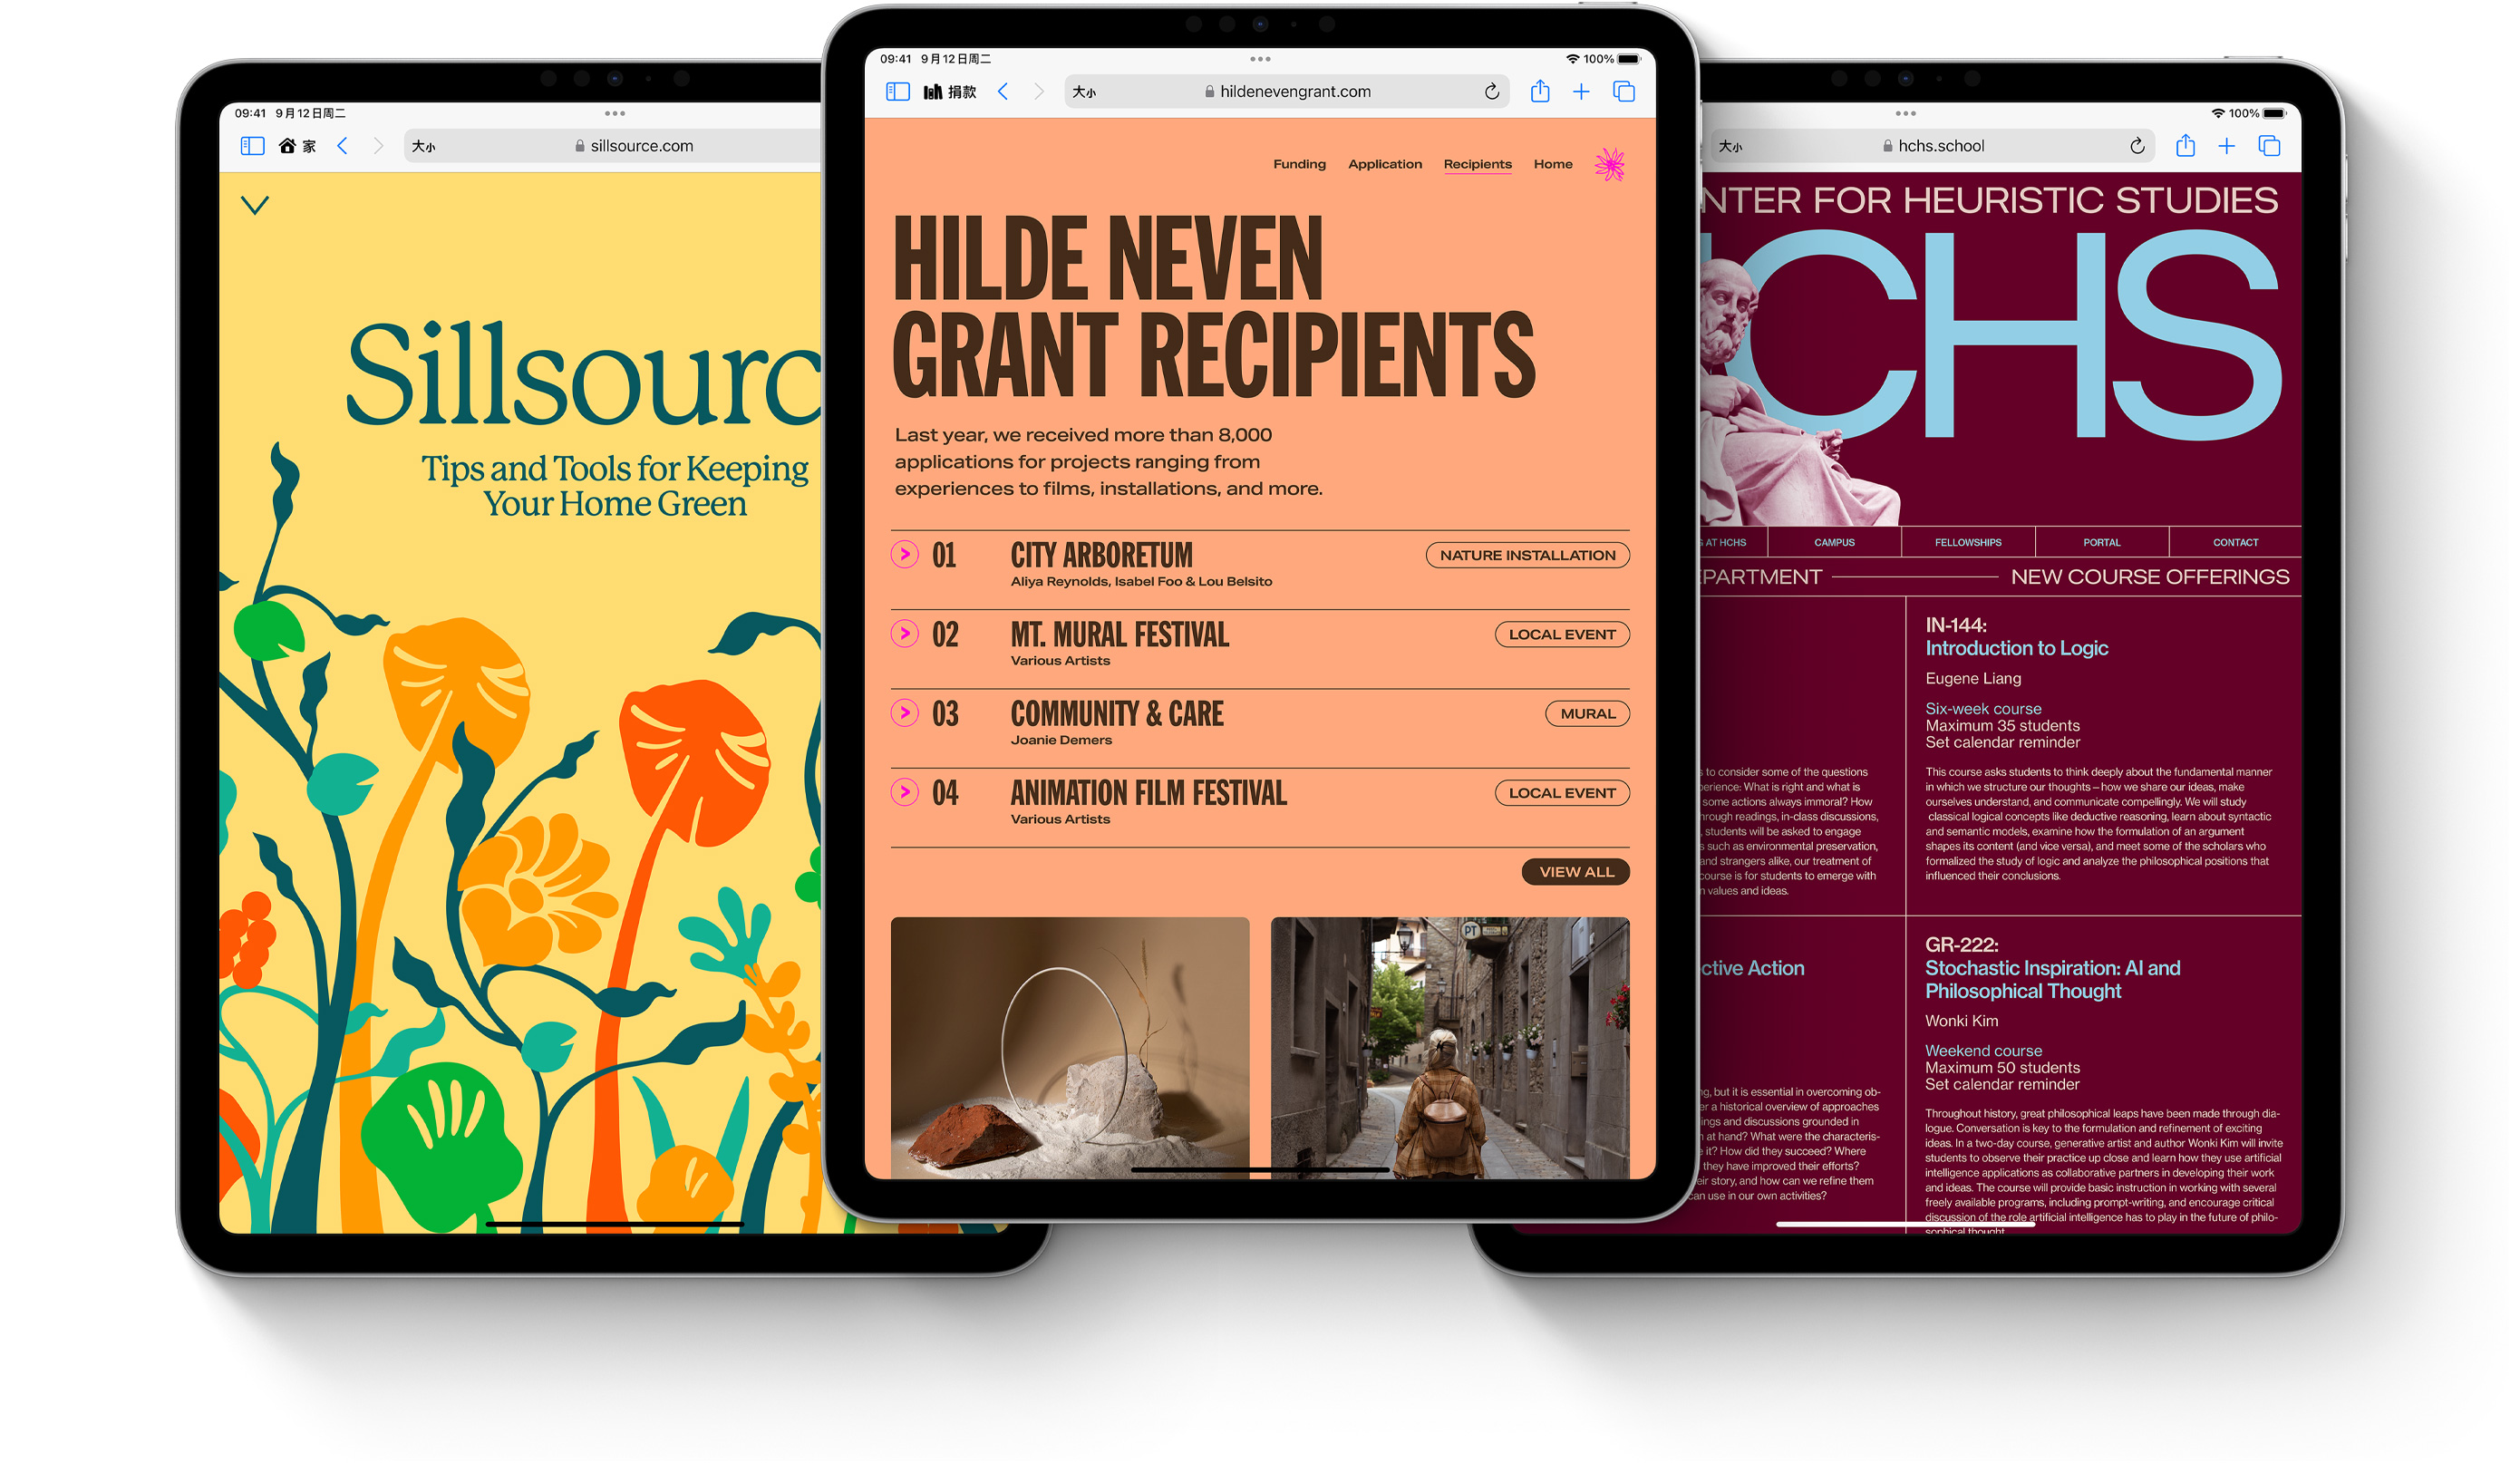 09:41 9月12日周二
家
大小
sillsource.com
Sillsourc
Tips and Tools for Keeping
Your Home Green
09:41 9月12日周二
100%
捐款
大小
hildenevengrant.com
Funding Application Recipients Home
HILDE NEVEN
GRANT RECIPIENTS
Last year, we received more than 8,000
applications for projects ranging from
experiences to films, installations, and more.
01 CITY ARBORETUM NATURE INSTALLATION
Aliya Reynolds, Isabel Foo & Lou Belsito
02 MT. MURAL FESTIVAL LOCAL EVENT
Various Artists
03 COMMUNITY & CARE MURAL
Joanie Demers
04 ANIMATION FILM FESTIVAL LOCAL EVENT
Various Artists
VIEW ALL
PT
100%
大小
hchs.school
NTER FOR HEURISTIC STUDIES
CHS
AT HCHS CAMPUS FELLOWSHIPS PORTAL CONTACT
EPARTMENT NEW COURSE OFFERINGS
to consider some of the questions
erience: What is right and what is
some actions always immoral? How
rough readings, in-class discussions,
students will be asked to engage
such as environmental preservation,
and strangers alike, our treatment of
course is for students to emerge with
n values and ideas.
IN-144:
Introduction to Logic
Eugene Liang
Six-week course
Maximum 35 students
Set calendar reminder
This course asks students to think deeply about the fundamental manner
in which we structure our thoughts – how we share our ideas, make
ourselves understand, and communicate compellingly. We will study
classical logical concepts like deductive reasoning, learn about syntactic
and semantic models, examine how the formulation of an argument
shapes its content (and vice versa), and meet some of the scholars who
formalized the study of logic and analyze the philosophical positions that
influenced their conclusions.
ctive Action
ng, but it is essential in overcoming ob-
er a historical overview of approaches
ings and discussions grounded in
at hand? What were the characteris-
it? How did they succeed? Where
they have improved their efforts?
eir story, and how can we refine them
can use in our own activities?
GR-222:
Stochastic Inspiration: AI and
Philosophical Thought
Wonki Kim
Weekend course
Maximum 50 students
Set calendar reminder
Throughout history, great philosophical leaps have been made through dia-
logue. Conversation is key to the formulation and refinement of exciting
ideas. In a two-day course, generative artist and author Wonki Kim will invite
students to observe their practice up close and learn how they use artificial
intelligence applications as collaborative partners in developing their work
and ideas. The course will provide basic instruction in working with several
freely available programs, including prompt-writing, and encourage critical
discussion of the role artificial intelligence has to play in the future of philo-
sophical thought